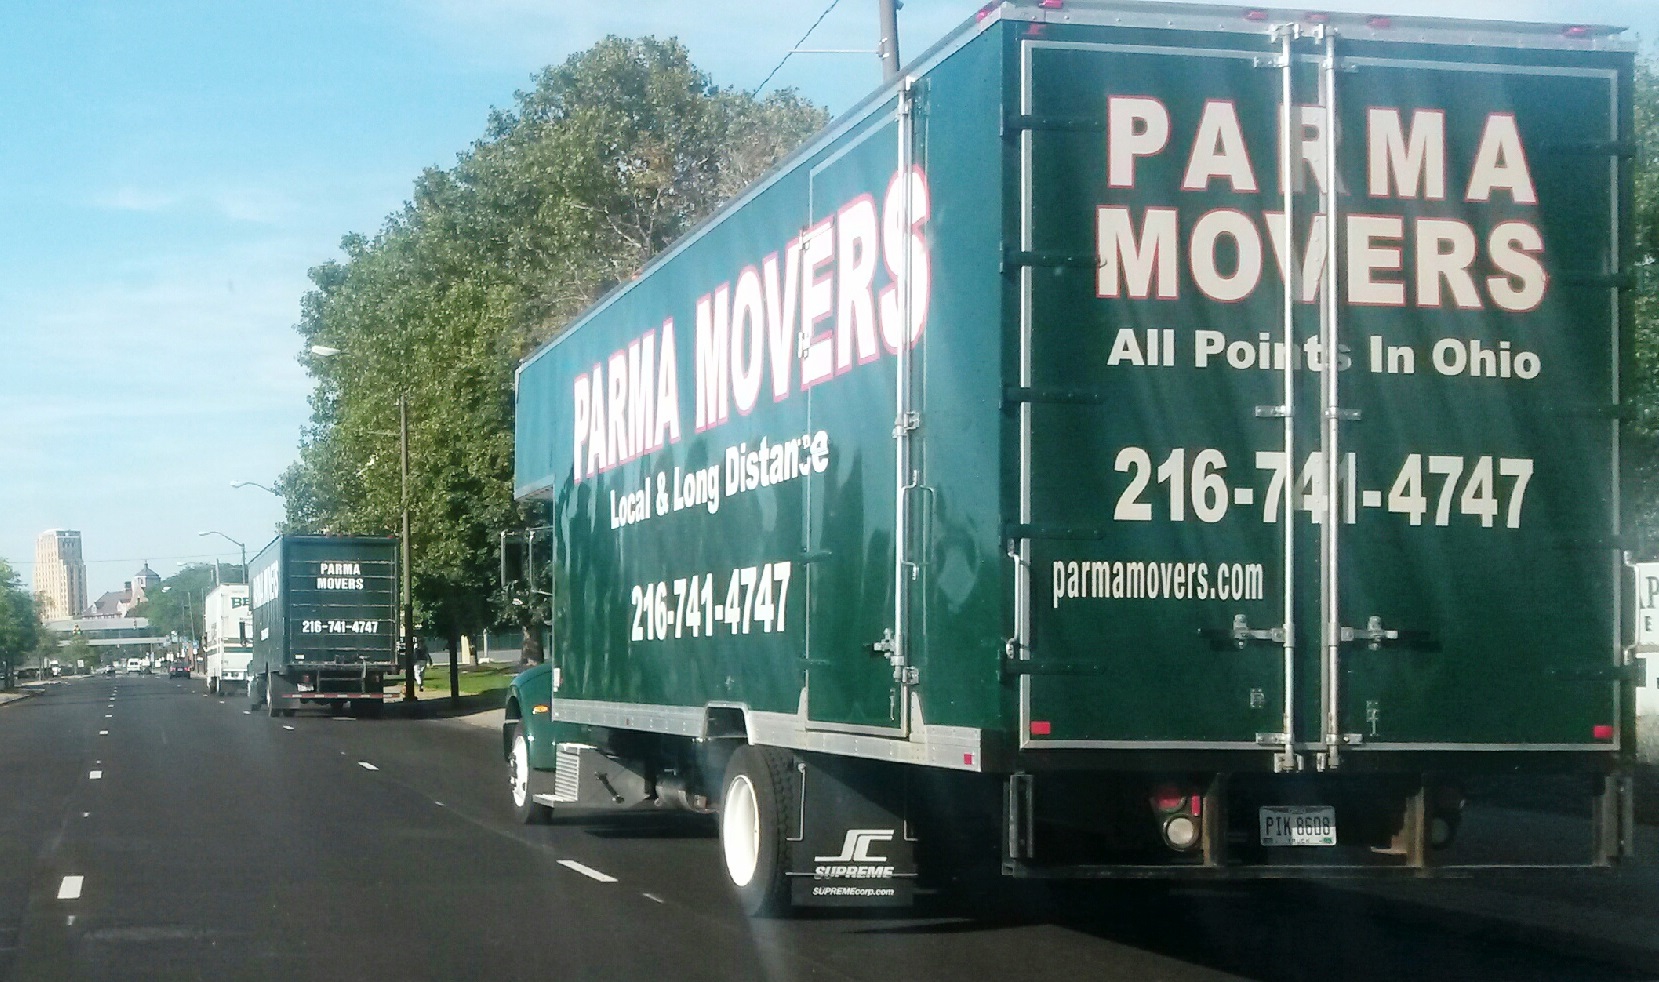 PARMA
MOVERS
All Points In Ohio
216-741-4747
parmamovers.com
PARMA MOVERS
Local & Long Distance
216-741-4747
PARMA
MOVERS
216-741-4747
SUPREME
SUPREMEcorp.com
PIK 8608